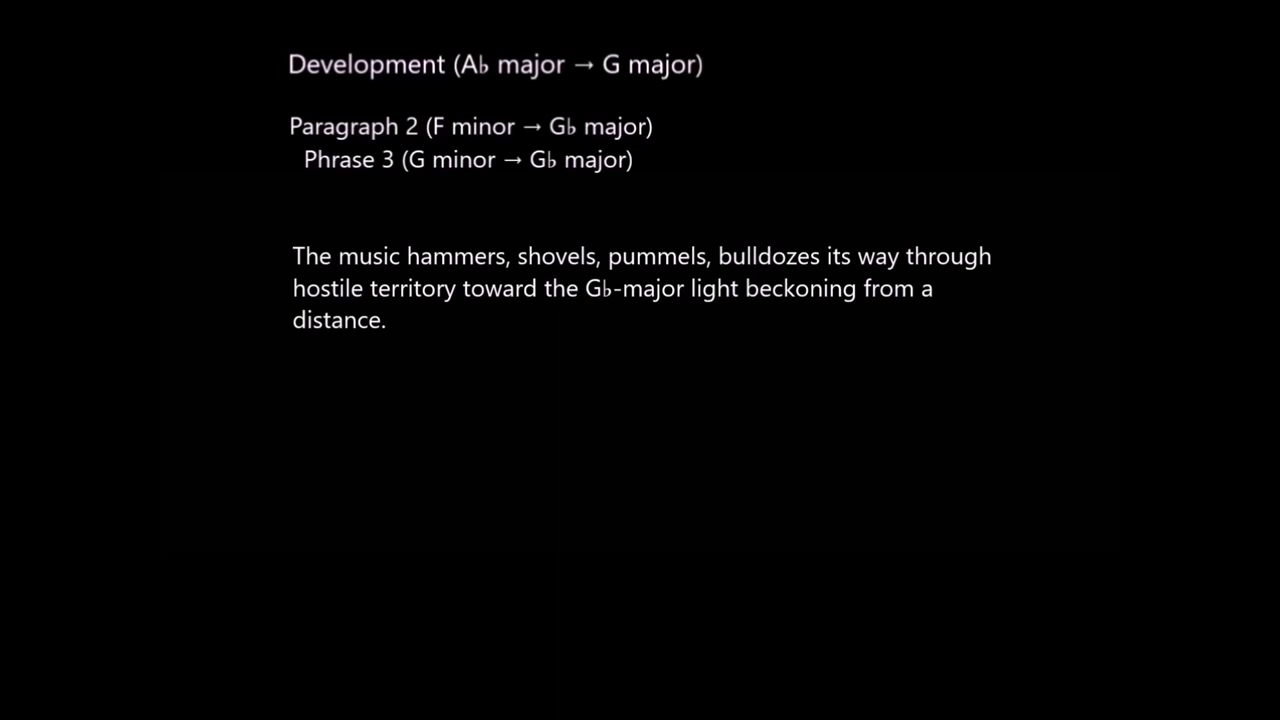 Development (A♭ major → G major)
Paragraph 2 (F minor → G♭ major)
Phrase 3 (G minor → G♭ major)
The music hammers, shovels, pummels, bulldozes its way through
hostile territory toward the G♭-major light beckoning from a
distance.